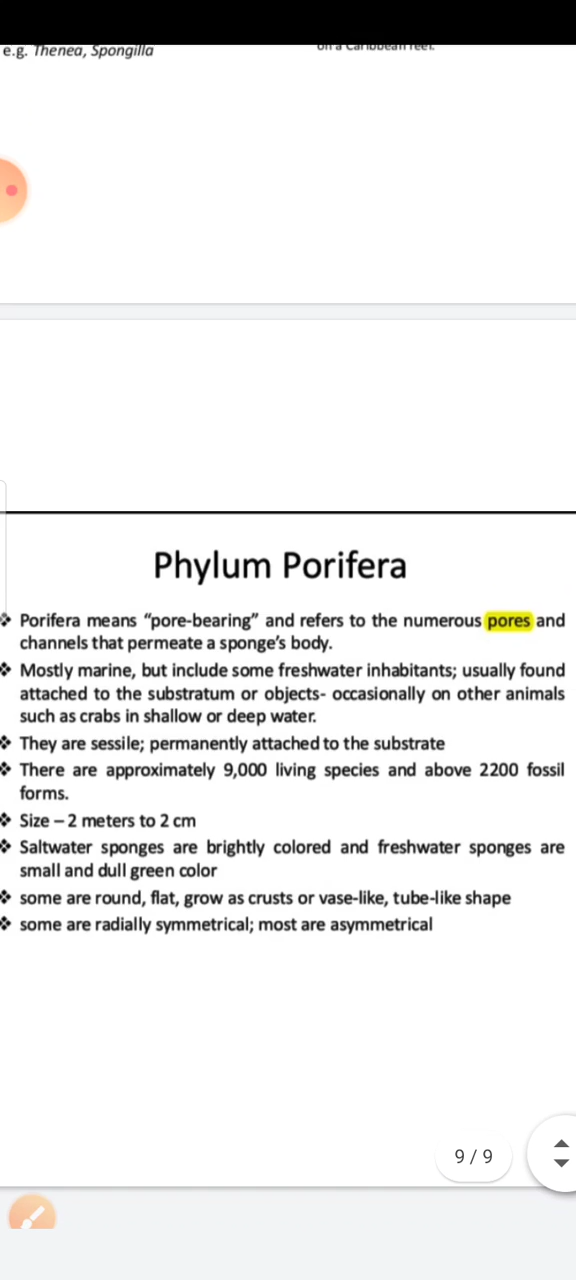 e.g. Thenea, Spongilla
on a Caribbean reef.
Phylum Porifera
❖ Porifera means “pore-bearing” and refers to the numerous pores and
channels that permeate a sponge’s body.
❖ Mostly marine, but include some freshwater inhabitants; usually found
attached to the substratum or objects- occasionally on other animals
such as crabs in shallow or deep water.
❖ They are sessile; permanently attached to the substrate
❖ There are approximately 9,000 living species and above 2200 fossil
forms.
❖ Size – 2 meters to 2 cm
❖ Saltwater sponges are brightly colored and freshwater sponges are
small and dull green color
❖ some are round, flat, grow as crusts or vase-like, tube-like shape
❖ some are radially symmetrical; most are asymmetrical
9 / 9